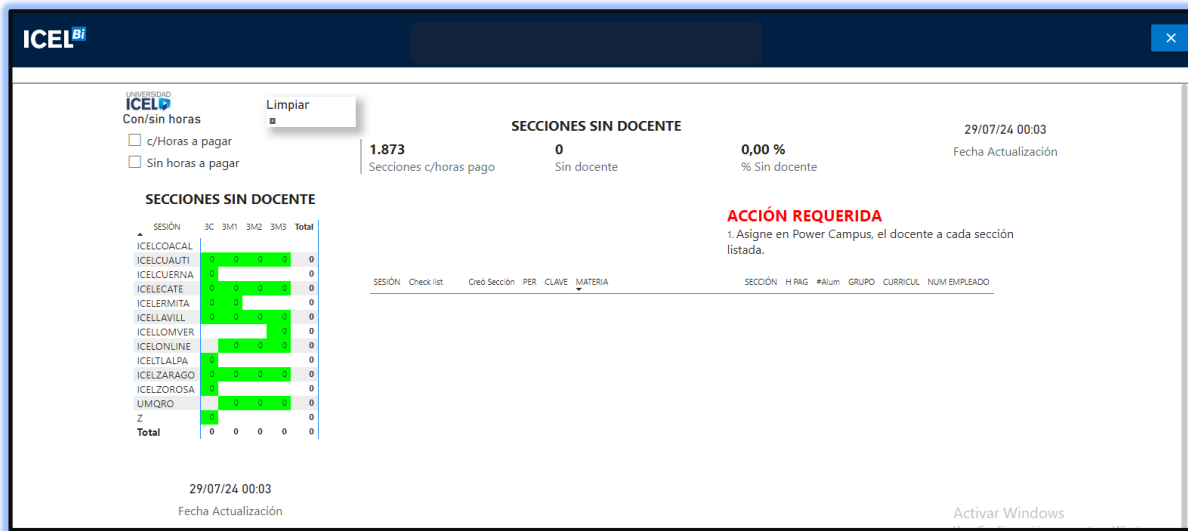 ICEL Bi
UNIVERSIDAD
ICEL
Con/sin horas
c/Horas a pagar
Sin horas a pagar
Limpiar
SECCIONES SIN DOCENTE
1.873 0 0,00 %
Secciones c/horas pago Sin docente % Sin docente
29/07/24 00:03
Fecha Actualización
SECCIONES SIN DOCENTE
SESIÓN 3C 3M1 3M2 3M3 Total
ICELCOACAL
ICELCUAUTI 0 0 0 0 0
ICELCUERNA 0 0
ICELECATE 0 0 0 0 0
ICELERMITA 0 0 0
ICELLAVILL 0 0 0 0 0
ICELLOMVER 0 0
ICELONLINE 0 0 0 0
ICELTLALPA 0 0
ICELZARAGO 0 0 0 0 0
ICELZOROSA 0 0
UMQRO 0 0 0 0
Z 0 0
Total 0 0 0 0 0
ACCIÓN REQUERIDA
1. Asigne en Power Campus, el docente a cada sección
listada.
SESIÓN Check list Creó Sección PER CLAVE MATERIA SECCIÓN H PAG #Alum GRUPO CURRICUL NUM EMPLEADO
29/07/24 00:03
Fecha Actualización
Activar Windows